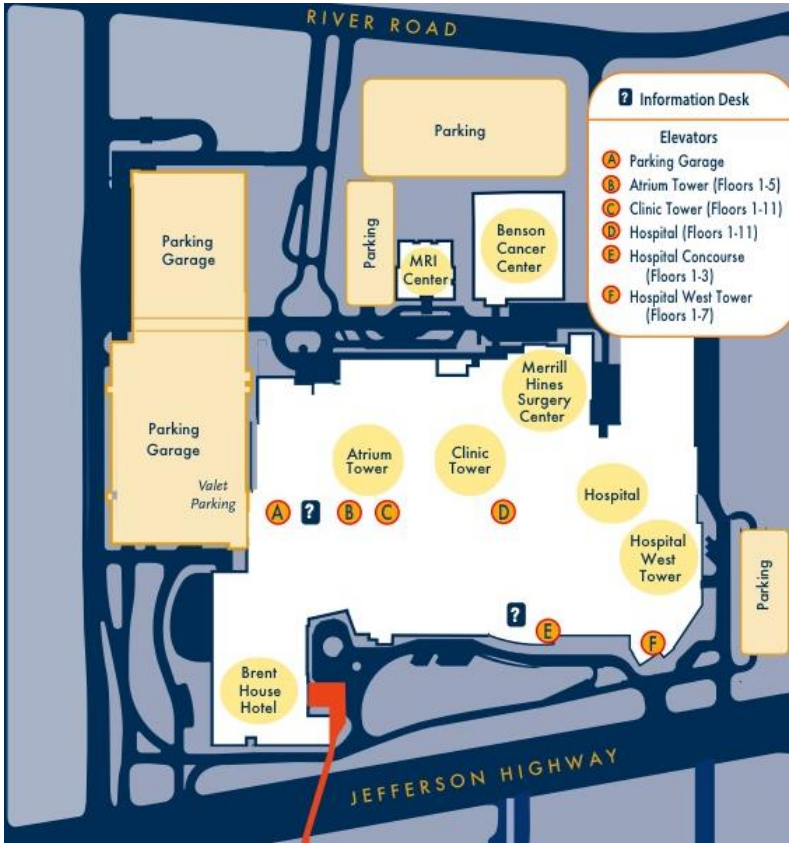 RIVER ROAD
Parking
? Information Desk
Elevators
A Parking Garage
B Atrium Tower (Floors 1-5)
C Clinic Tower (Floors 1-11)
D Hospital (Floors 1-11)
E Hospital Concourse
(Floors 1-3)
F Hospital West Tower
(Floors 1-7)
Parking
Garage
Parking
MRI
Center
Benson
Cancer
Center
Merrill
Hines
Surgery
Center
Parking
Garage
Valet
Parking
Atrium
Tower
Clinic
Tower
Hospital
A
?
B
C
D
Hospital
West
Tower
Parking
?
E
F
Brent
House
Hotel
JEFFERSON HIGHWAY